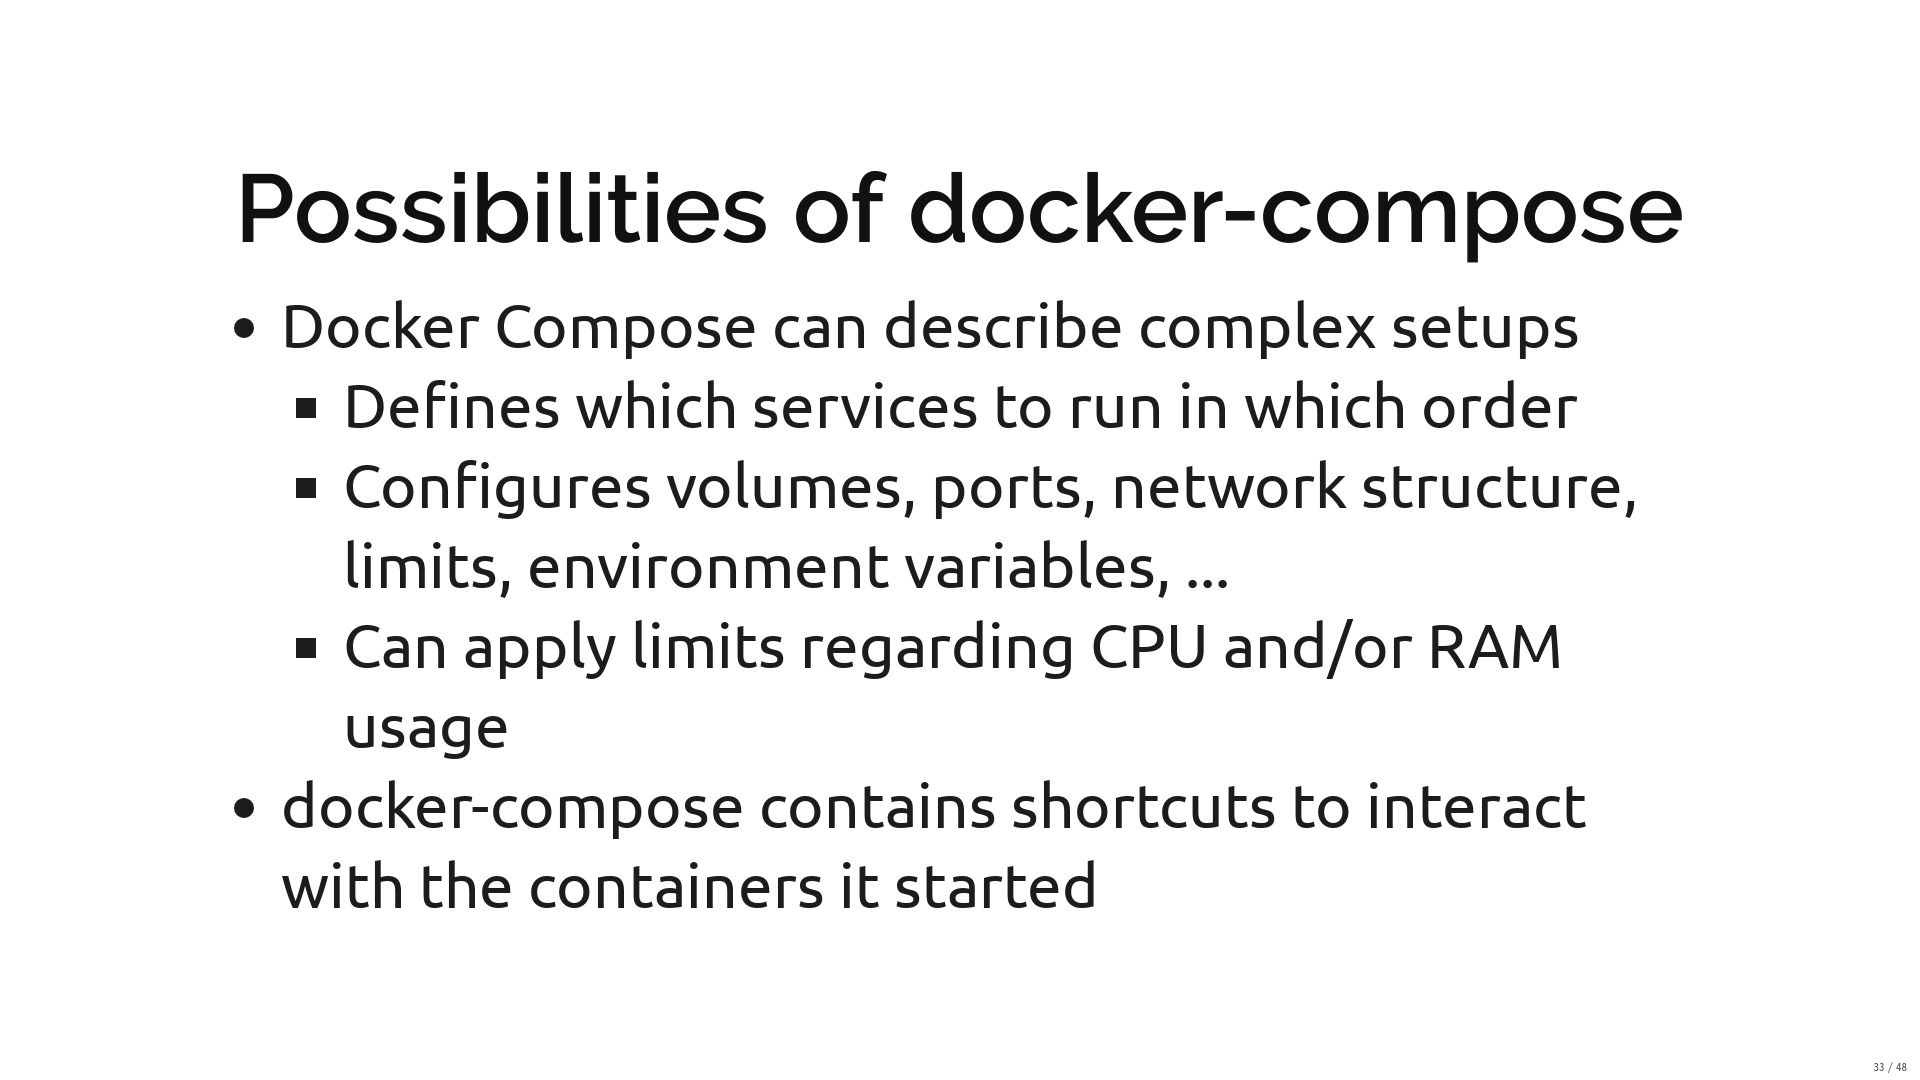 Possibilities of docker-compose
• Docker Compose can describe complex setups
▪ Defines which services to run in which order
▪ Configures volumes, ports, network structure,
limits, environment variables, ...
▪ Can apply limits regarding CPU and/or RAM
usage
• docker-compose contains shortcuts to interact
with the containers it started
33 / 48